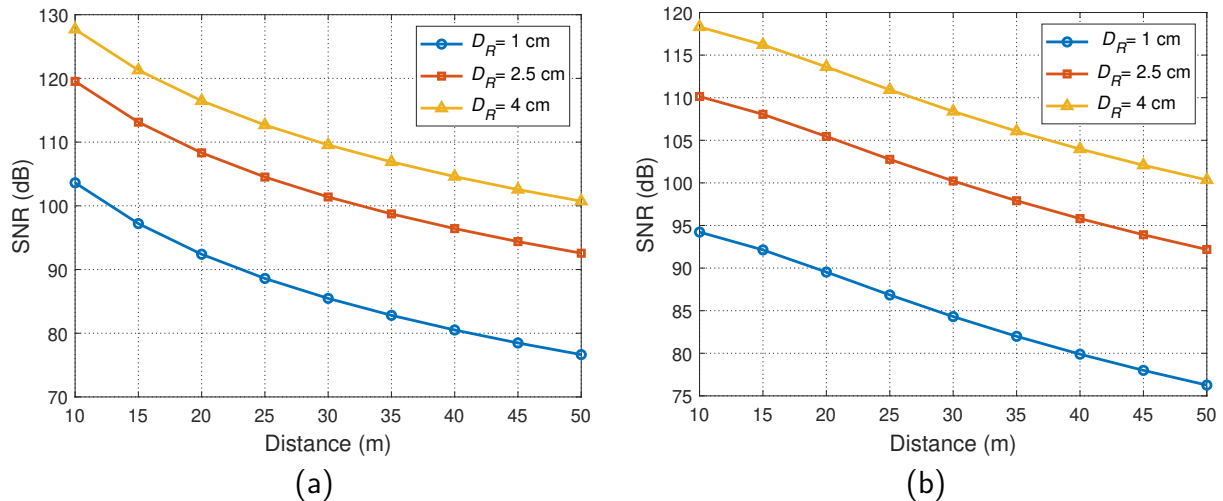 130
120
110
100
90
80
70
SNR (dB)
10 15 20 25 30 35 40 45 50
Distance (m)
D_R= 1 cm
D_R= 2.5 cm
D_R= 4 cm
(a)
120
115
110
105
100
95
90
85
80
75
SNR (dB)
10 15 20 25 30 35 40 45 50
Distance (m)
D_R= 1 cm
D_R= 2.5 cm
D_R= 4 cm
(b)